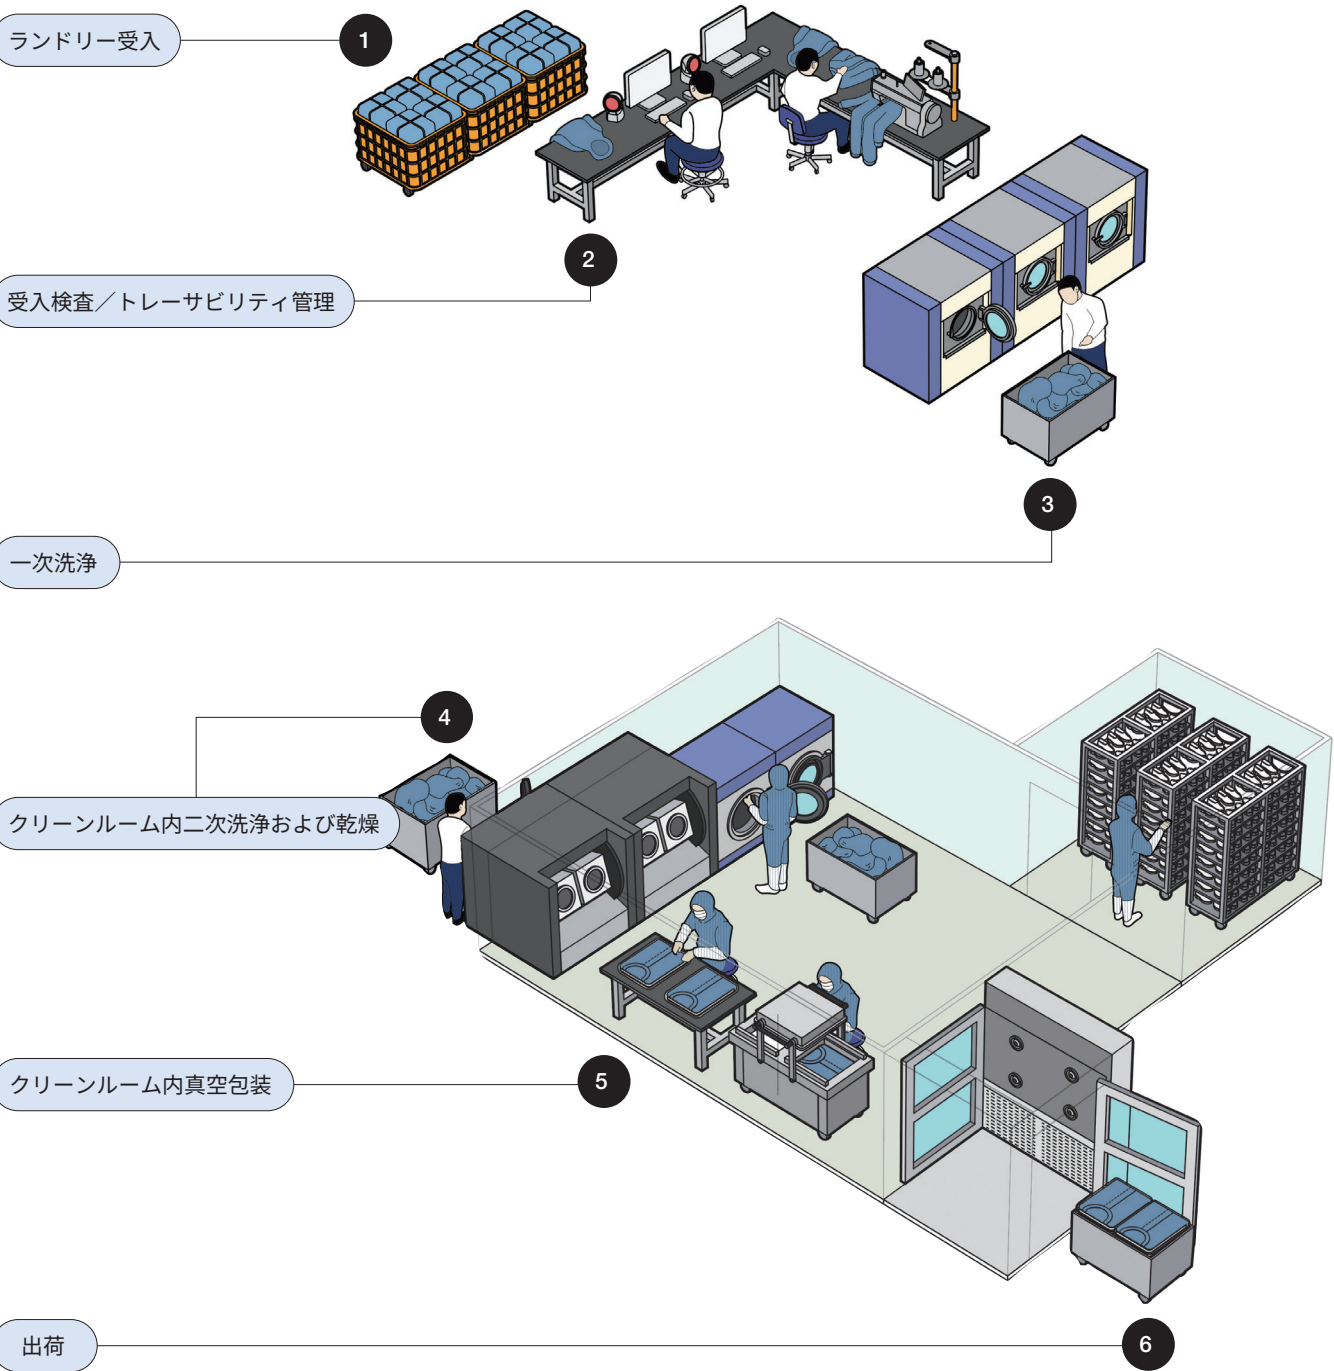 ランドリー受入
1
2
受入検査／トレーサビリティ管理
3
一次洗浄
4
クリーンルーム内二次洗浄および乾燥
クリーンルーム内真空包装
5
出荷
6